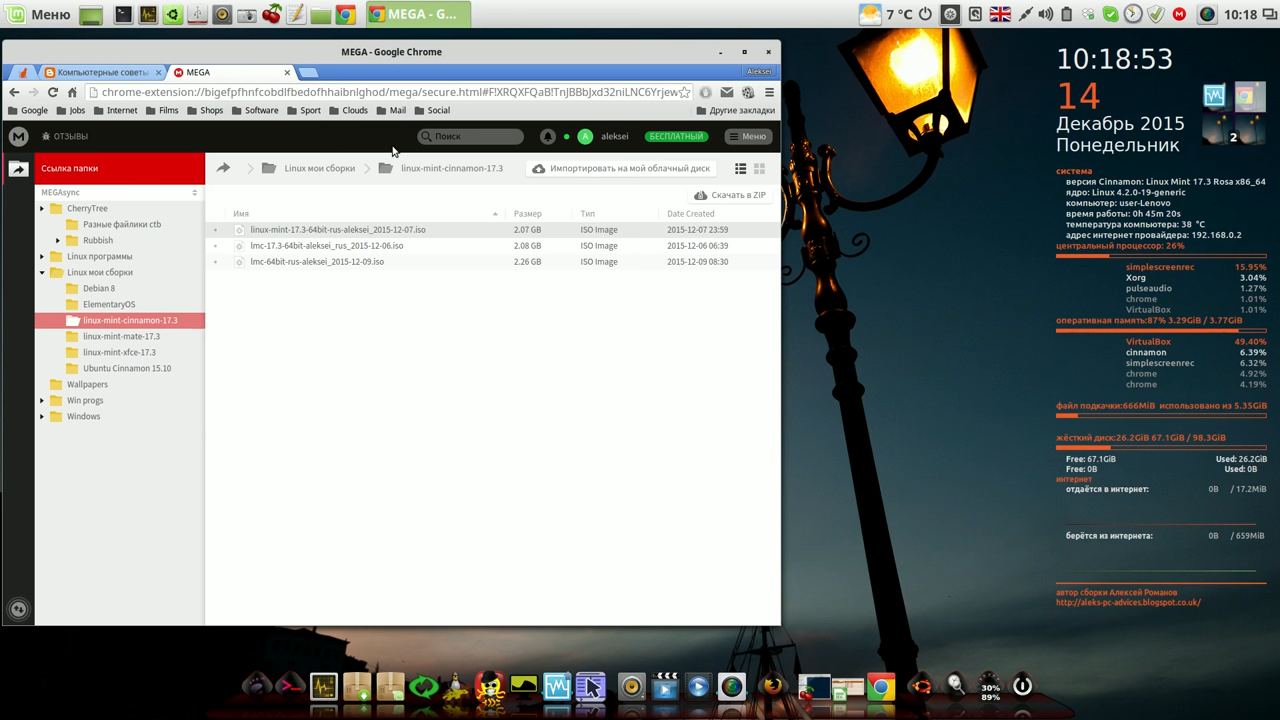 Меню
MEGA - G...
7 °C
10:18
MEGA - Google Chrome
Компьютерные советы
MEGA
Aleksei
chrome-extension://bigefpfhnfcobdlfbedofhhaibnlghod/mega/secure.html#F!XRQXFQaB!TnJBBbJxd32niLNC6Yrjew
Google
Jobs
Internet
Films
Shops
Software
Sport
Clouds
Mail
Social
Другие закладки
ОТЗЫВЫ
Поиск
A
aleksei
БЕСПЛАТНЫЙ
Меню
Ссылка папки
Linux мои сборки
linux-mint-cinnamon-17.3
Импортировать на мой облачный диск
Скачать в ZIP
MEGAsync
CherryTree
Разные файлики ctb
Rubbish
Linux программы
Linux мои сборки
Debian 8
ElementaryOS
linux-mint-cinnamon-17.3
linux-mint-mate-17.3
linux-mint-xfce-17.3
Ubuntu Cinnamon 15.10
Wallpapers
Win progs
Windows
Имя Размер Тип Date Created
linux-mint-17.3-64bit-rus-aleksei_2015-12-07.iso 2.07 GB ISO Image 2015-12-07 23:59
lmc-17.3-64bit-aleksei_rus_2015-12-06.iso 2.08 GB ISO Image 2015-12-06 06:39
lmc-64bit-rus-aleksei_2015-12-09.iso 2.26 GB ISO Image 2015-12-09 08:30
10:18:53
14
Декабрь 2015
Понедельник
2
система
версия Cinnamon: Linux Mint 17.3 Rosa x86_64
ядро: Linux 4.2.0-19-generic
компьютер: user-Lenovo
время работы: 0h 45m 20s
температура компьютера: 38 °C
адрес интернет провайдера: 192.168.0.2
центральный процессор: 26%
simplescreenrec 15.95%
Xorg 3.04%
pulseaudio 1.27%
chrome 1.01%
VirtualBox 1.01%
оперативная память:87% 3.29GiB / 3.77GiB
VirtualBox 49.40%
cinnamon 6.39%
simplescreenrec 6.32%
chrome 4.92%
chrome 4.19%
файл подкачки:666MiB использовано из 5.35GiB
жёсткий диск:26.2GiB 67.1GiB / 98.3GiB
Free: 67.1GiB Used: 26.2GiB
Free: 0B Used: 0B
интернет
отдаётся в интернет: 0B / 17.2MiB
берётся из интернета: 0B / 659MiB
автор сборки Алексей Романов
http://aleks-pc-advices.blogspot.co.uk/
30%
89%